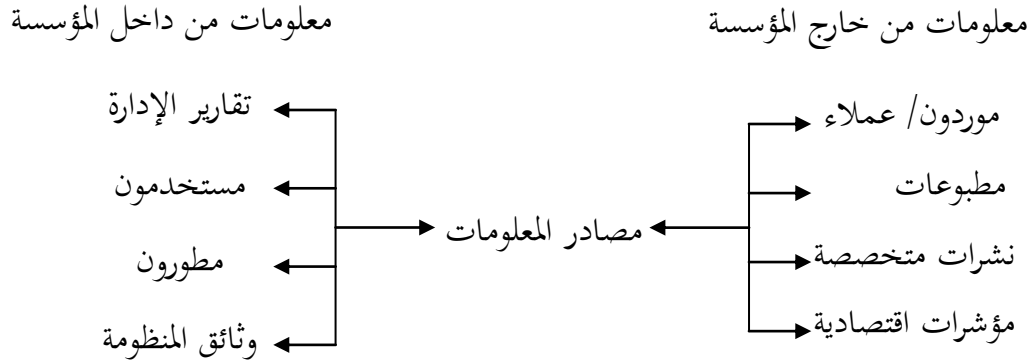 معلومات من خارج المؤسسة
موردون/ عملاء
مطبوعات
نشرات متخصصة
مؤشرات اقتصادية
مصادر المعلومات
معلومات من داخل المؤسسة
تقارير الإدارة
مستخدمون
مطورون
وثائق المنظومة